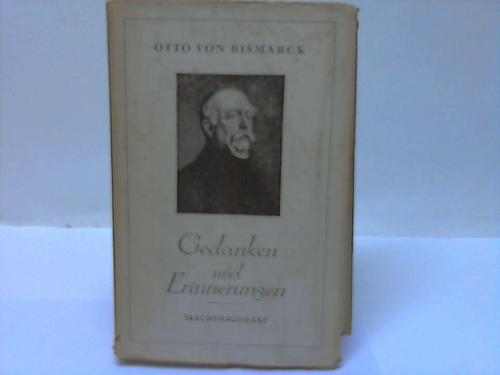 OTTO VON BISMARCK
Gedanken
und
Erinnerungen
TASCHENAUSGABE